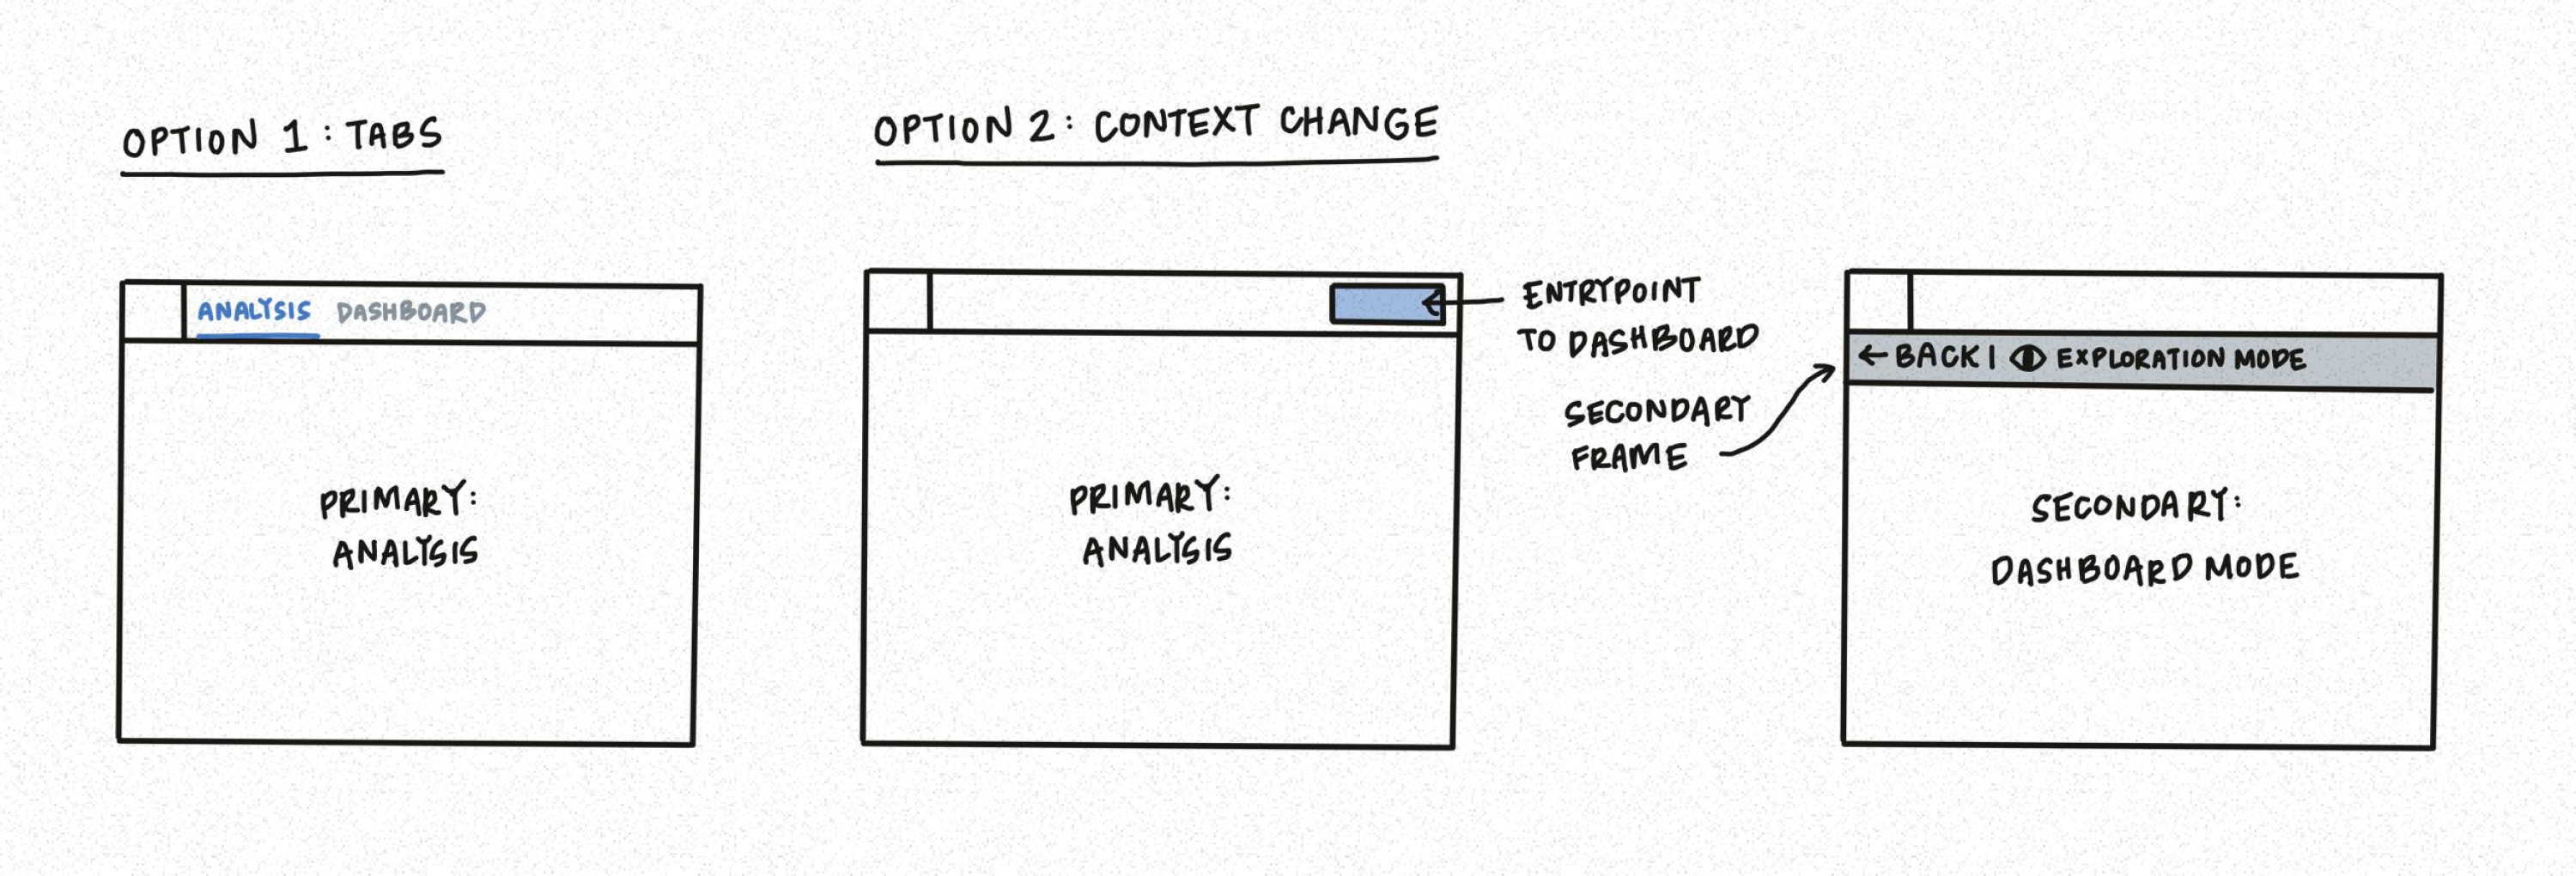 OPTION 1 : TABS
ANALYSIS DASHBOARD
PRIMARY:
ANALYSIS
OPTION 2: CONTEXT CHANGE
PRIMARY:
ANALYSIS
ENTRYPOINT
TO DASHBOARD
SECONDARY
FRAME
← BACK | EXPLORATION MODE
SECONDARY:
DASHBOARD MODE